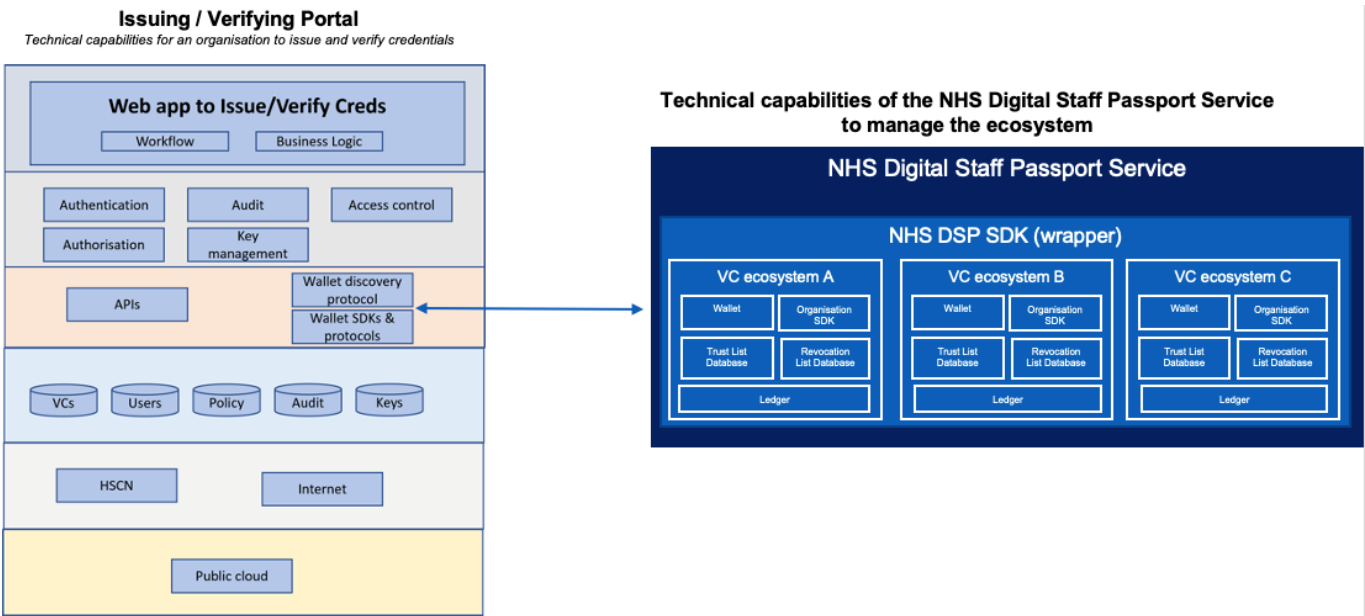 Issuing / Verifying Portal
Technical capabilities for an organisation to issue and verify credentials
Web app to Issue/Verify Creds
Workflow
Business Logic
Authentication
Audit
Access control
Authorisation
Key
management
APIs
Wallet discovery
protocol
Wallet SDKs &
protocols
VCs
Users
Policy
Audit
Keys
HSCN
Internet
Public cloud
Technical capabilities of the NHS Digital Staff Passport Service
to manage the ecosystem
NHS Digital Staff Passport Service
NHS DSP SDK (wrapper)
VC ecosystem A
Wallet
Organisation
SDK
Trust List
Database
Revocation
List Database
Ledger
VC ecosystem B
Wallet
Organisation
SDK
Trust List
Database
Revocation
List Database
Ledger
VC ecosystem C
Wallet
Organisation
SDK
Trust List
Database
Revocation
List Database
Ledger